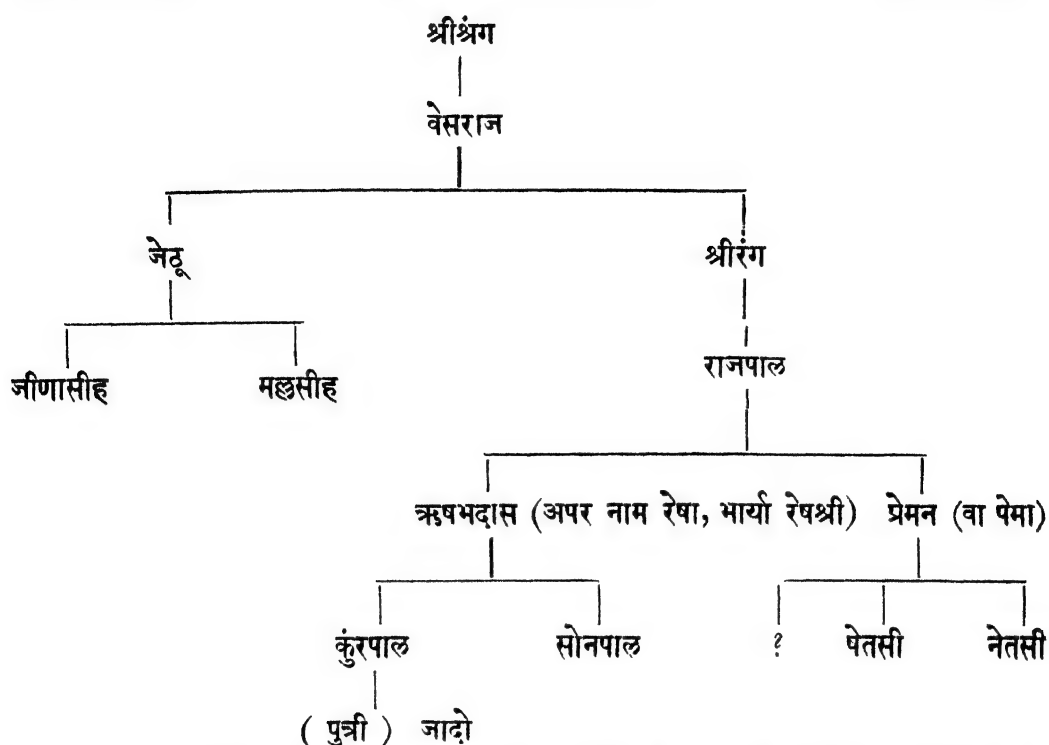 श्रीश्रंग
वेसराज
जेठू श्रीरंग
जीणासीह मल्लसीह राजपाल
ऋषभदास (अपर नाम रेषा, भार्या रेषश्री) प्रेमन (वा पेमा)
कुंरपाल सोनपाल ? षेतसी नेतसी
( पुत्री ) जादो